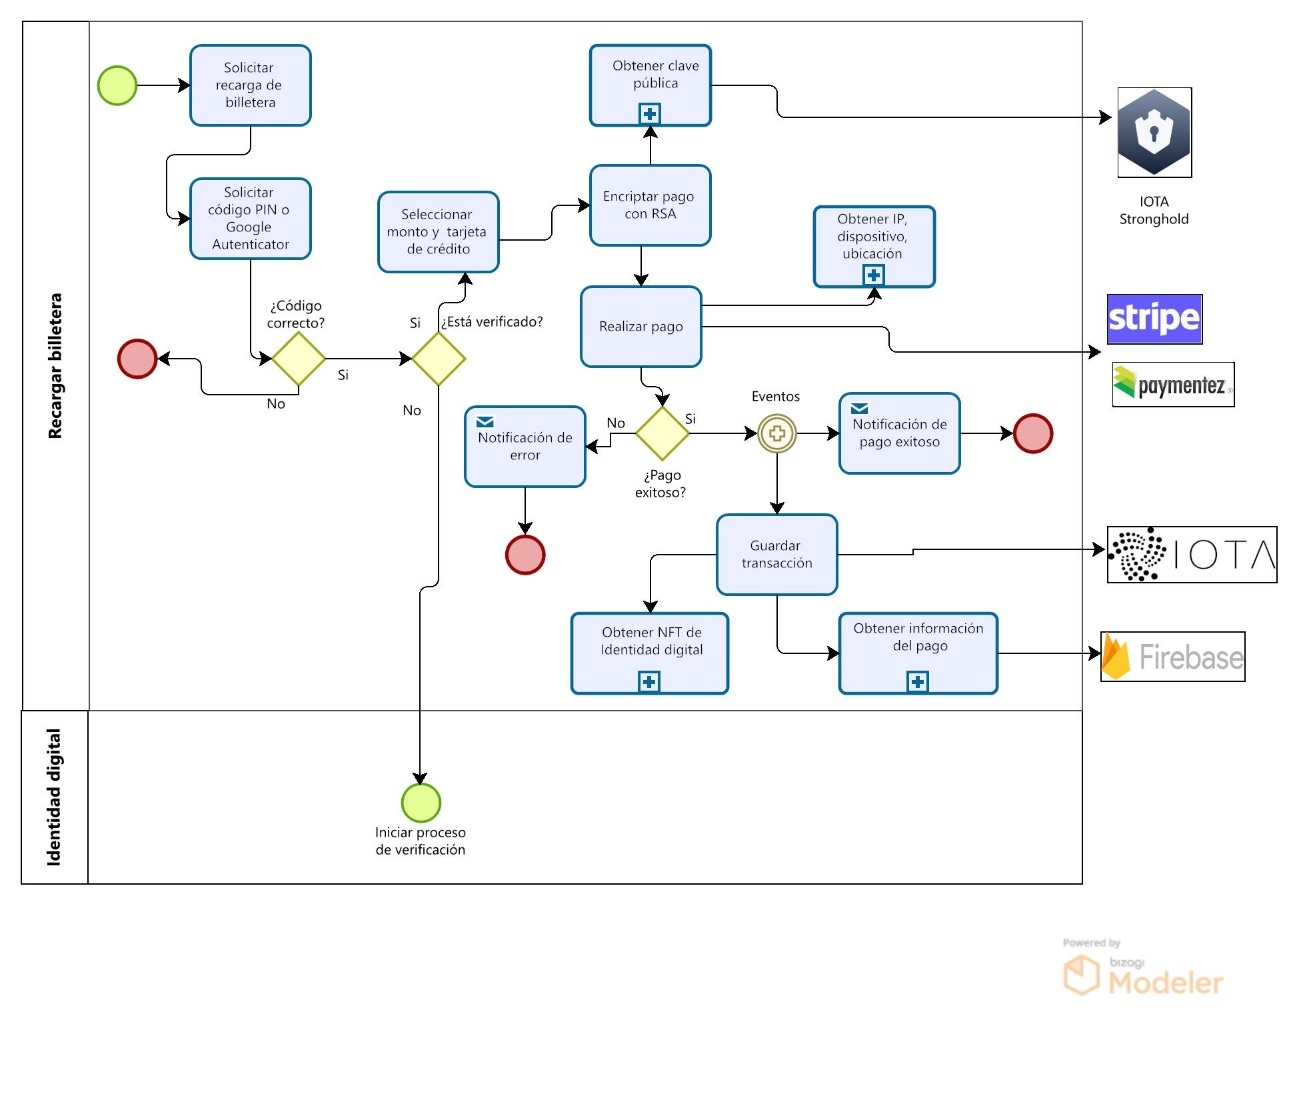 Recargar billetera
Solicitar
recarga de
billetera
Solicitar
código PIN o
Google
Autenticator
¿Código
correcto?
Si
No
Seleccionar
monto y tarjeta
de crédito
Si
¿Está verificado?
No
Obtener clave
pública
Encriptar pago
con RSA
Realizar pago
Obtener IP,
dispositivo,
ubicación
IOTA
Stronghold
stripe
paymentez
Notificación de
error
No
Si
¿Pago
exitoso?
Eventos
Notificación de
pago exitoso
Guardar
transacción
IOTA
Obtener NFT de
Identidad digital
Obtener información
del pago
Firebase
Identidad digital
Iniciar proceso
de verificación
Powered by
bizagi
Modeler